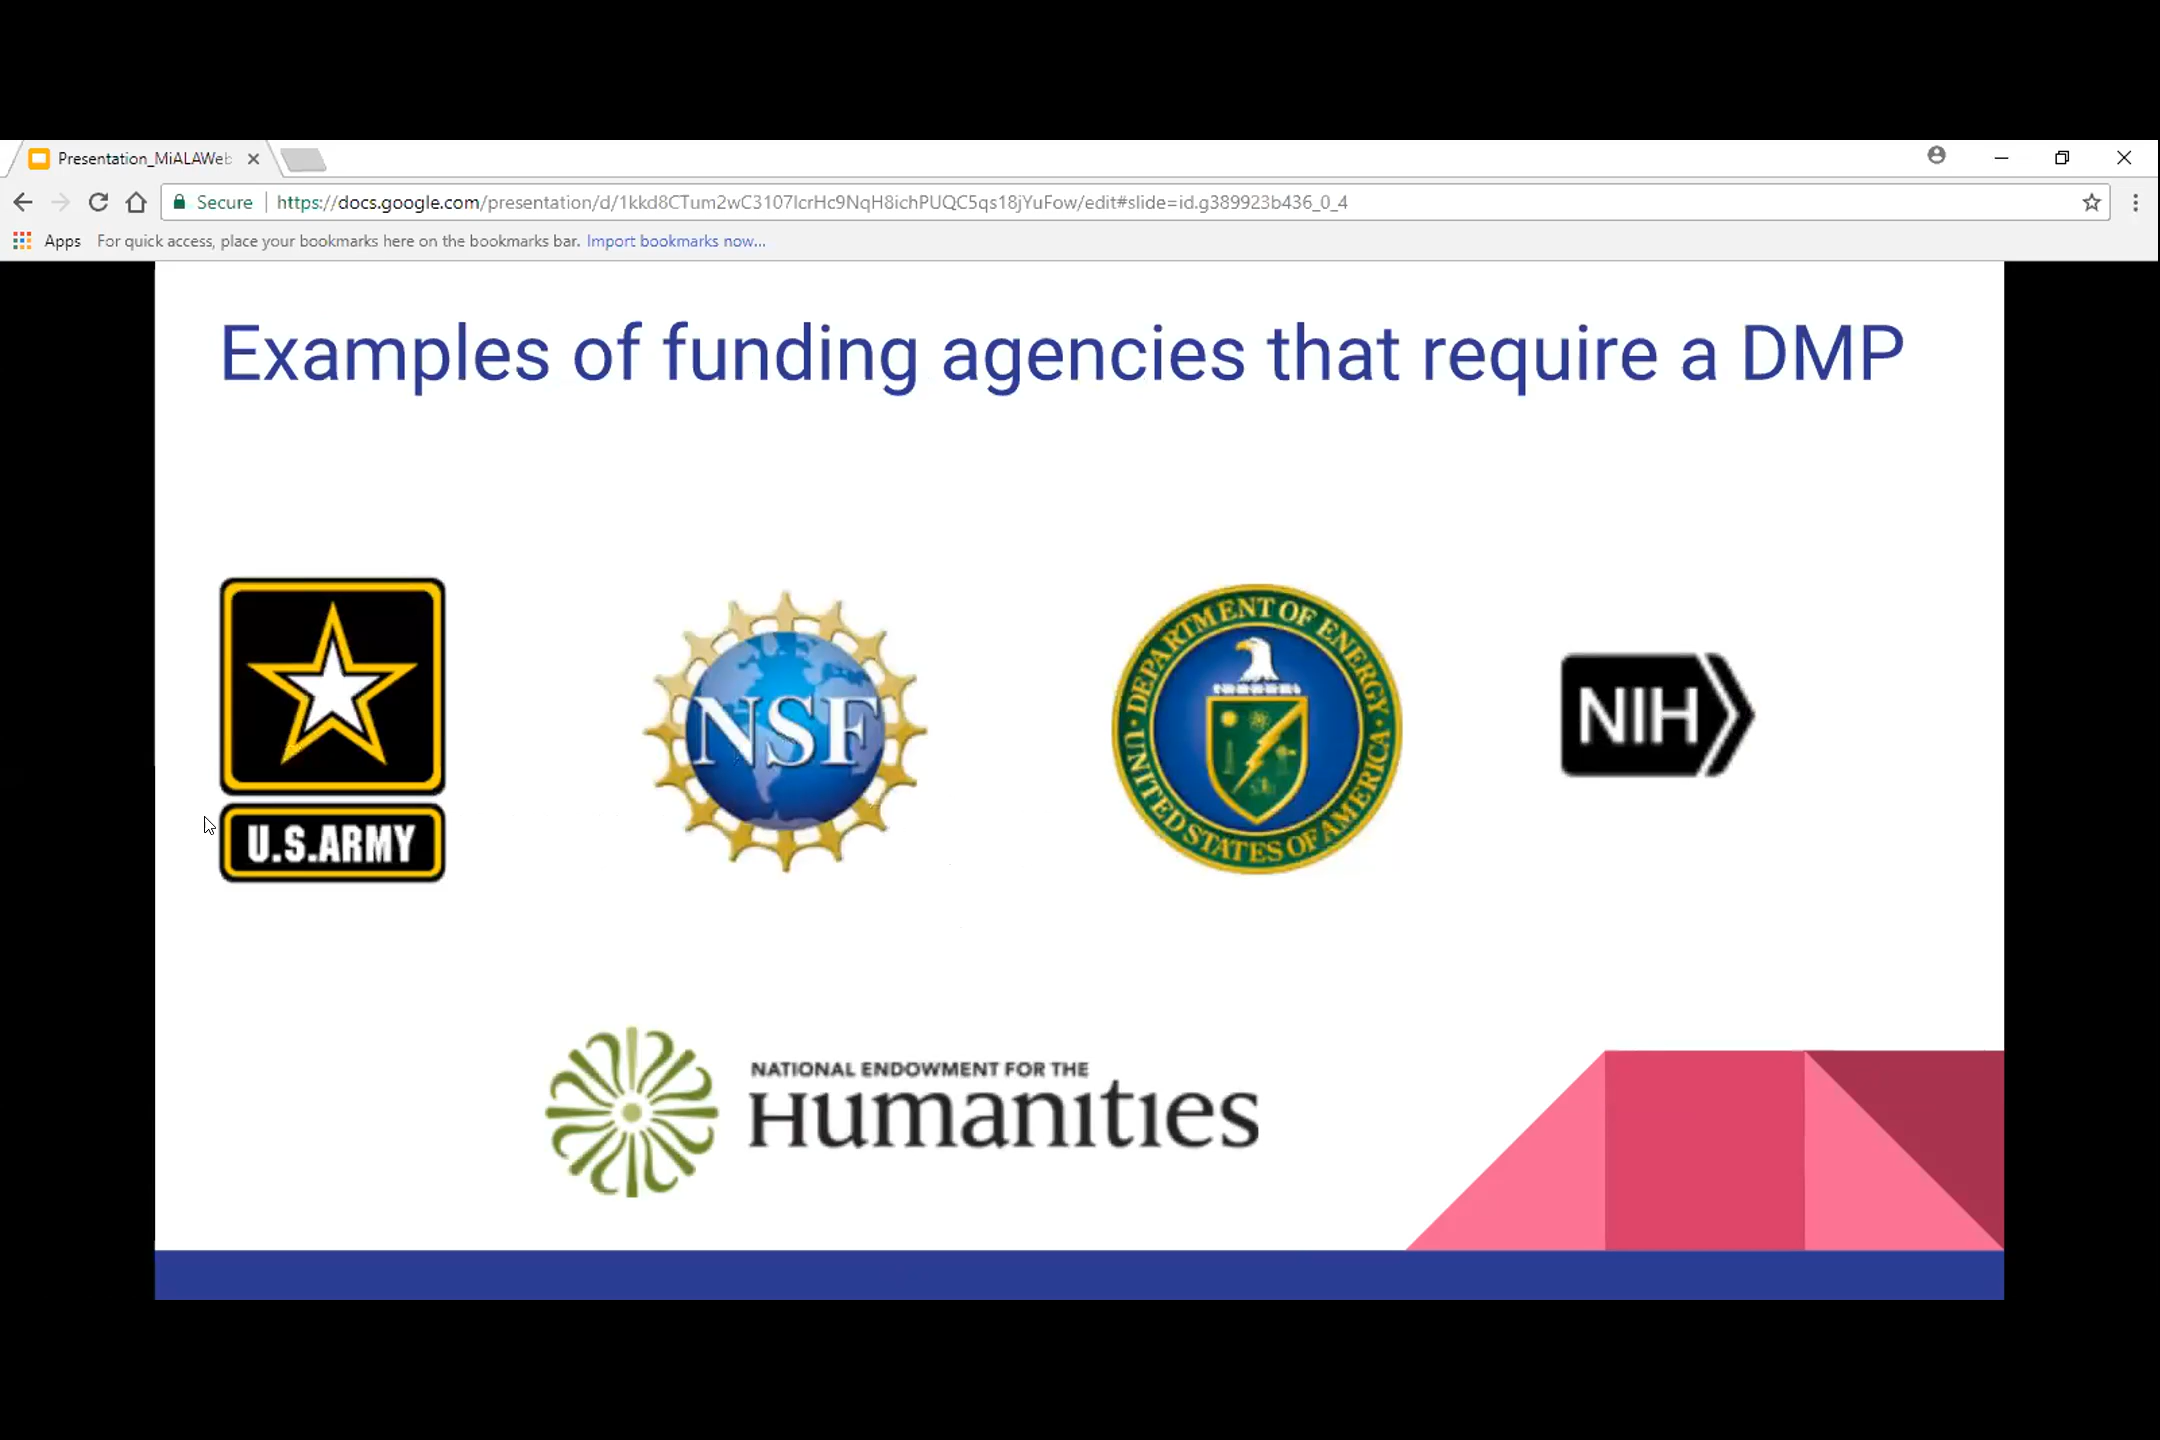 Presentation_MiALAWeb
Secure https://docs.google.com/presentation/d/1kkd8CTum2wC3107lcrHc9NqH8ichPUQC5qs18jYuFow/edit#slide=id.g389923b436_0_4
Apps For quick access, place your bookmarks here on the bookmarks bar. Import bookmarks now...
Examples of funding agencies that require a DMP
U.S.ARMY
NSF
DEPARTMENT OF ENERGY
UNITED STATES OF AMERICA
NIH
NATIONAL ENDOWMENT FOR THE
Humanities